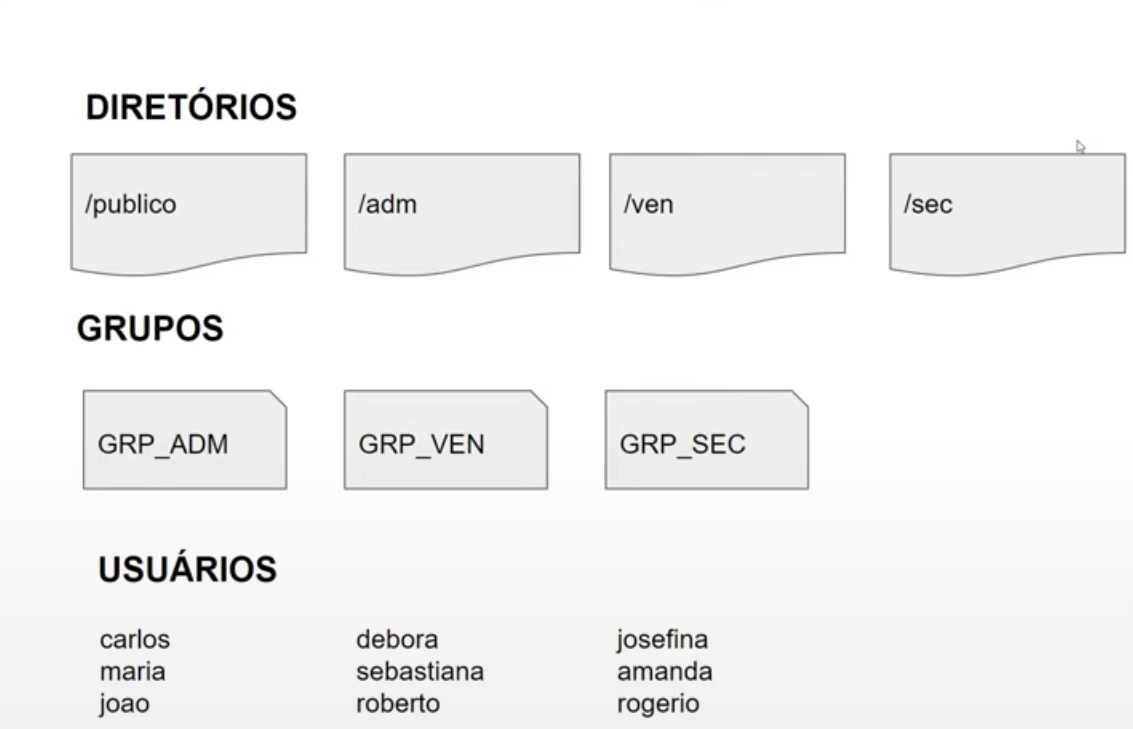 DIRETÓRIOS
/publico
/adm
/ven
/sec
GRUPOS
GRP_ADM
GRP_VEN
GRP_SEC
USUÁRIOS
carlos
maria
joao
debora
sebastiana
roberto
josefina
amanda
rogerio